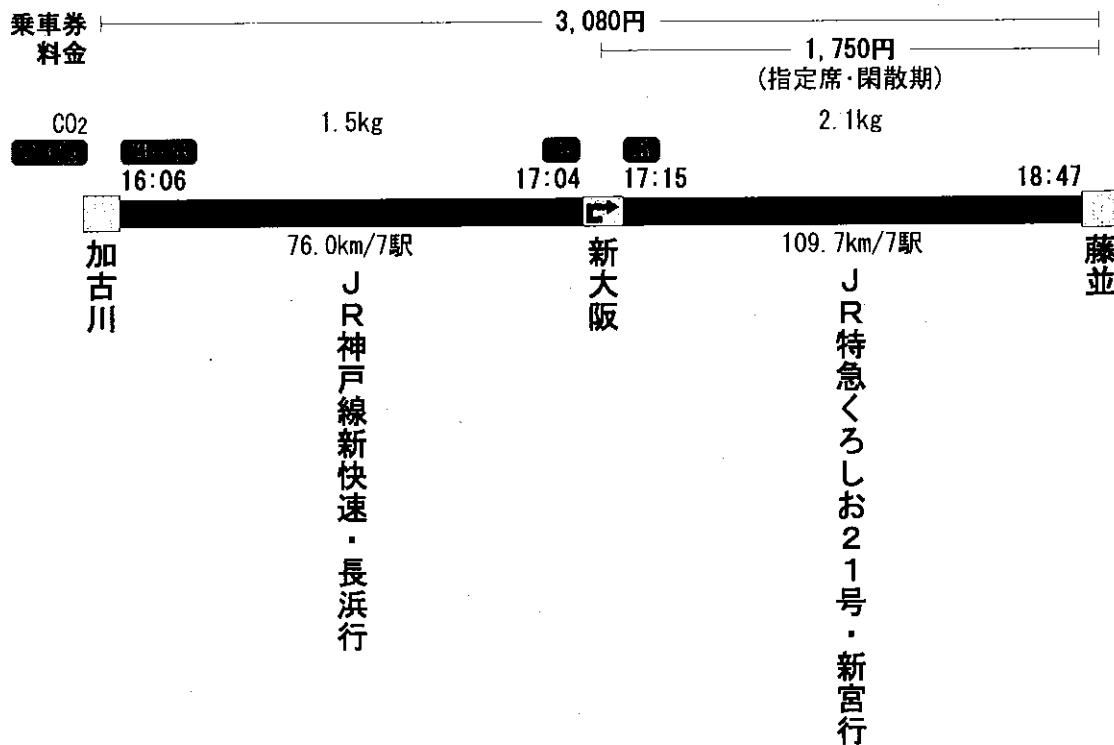 乗車券 3,080円
料金 1,750円
(指定席・閑散期)
CO2 1.5kg 2.1kg
16:06 17:04 17:15 18:47
76.0km/7駅 109.7km/7駅
加古川
新大阪
藤並
JR神戸線新快速・長浜行
JR特急くろしお21号・新宮行